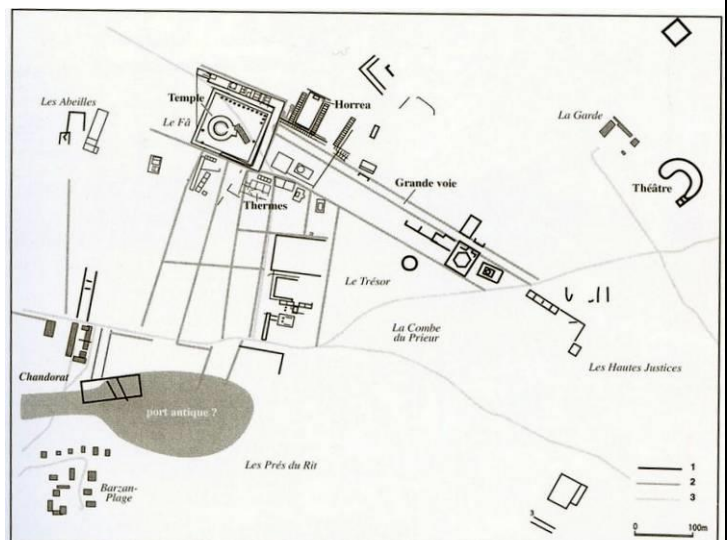 Les Abeilles
Temple
Le Fâ
Horrea
La Garde
Théâtre
Grande voie
Thermes
Le Trésor
La Combe
du Prieur
Les Hautes Justices
Chandorat
port antique ?
Les Prés du Rit
Barzan-
Plage
1
2
3
3
0 100m